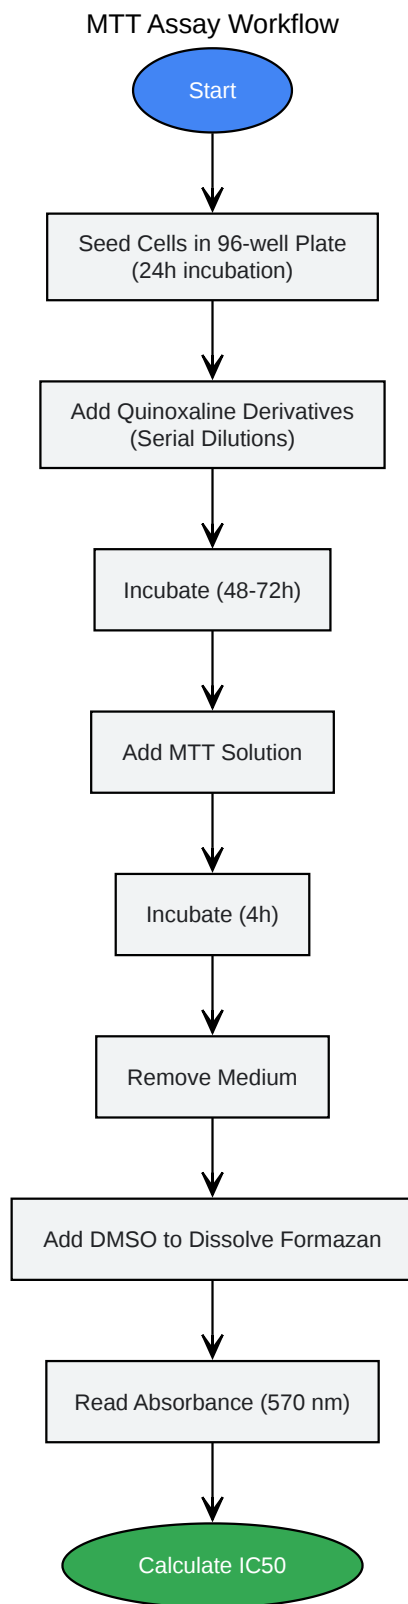 MTT Assay Workflow
Start
Seed Cells in 96-well Plate
(24h incubation)
Add Quinoxaline Derivatives
(Serial Dilutions)
Incubate (48-72h)
Add MTT Solution
Incubate (4h)
Remove Medium
Add DMSO to Dissolve Formazan
Read Absorbance (570 nm)
Calculate IC50